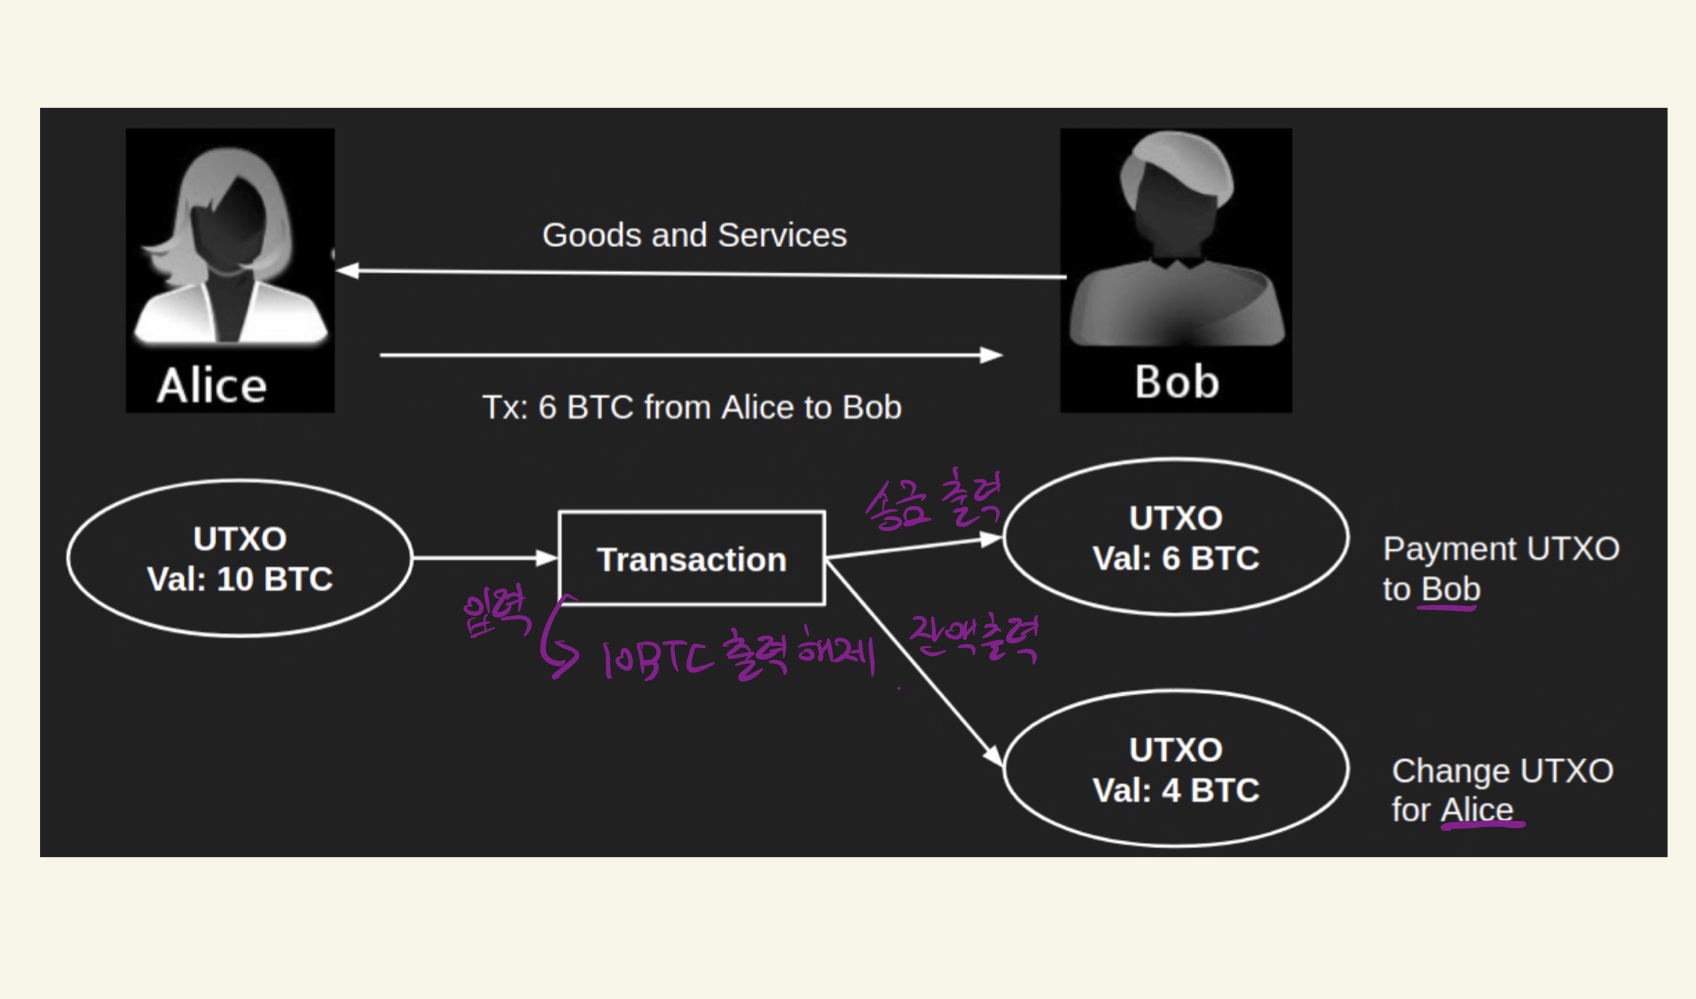 Goods and Services
Alice
Bob
Tx: 6 BTC from Alice to Bob
송금 출력
UTXO
Val: 10 BTC
Transaction
UTXO
Val: 6 BTC
Payment UTXO
to Bob
입력
10BTC 출력 해제
잔액출력
UTXO
Val: 4 BTC
Change UTXO
for Alice